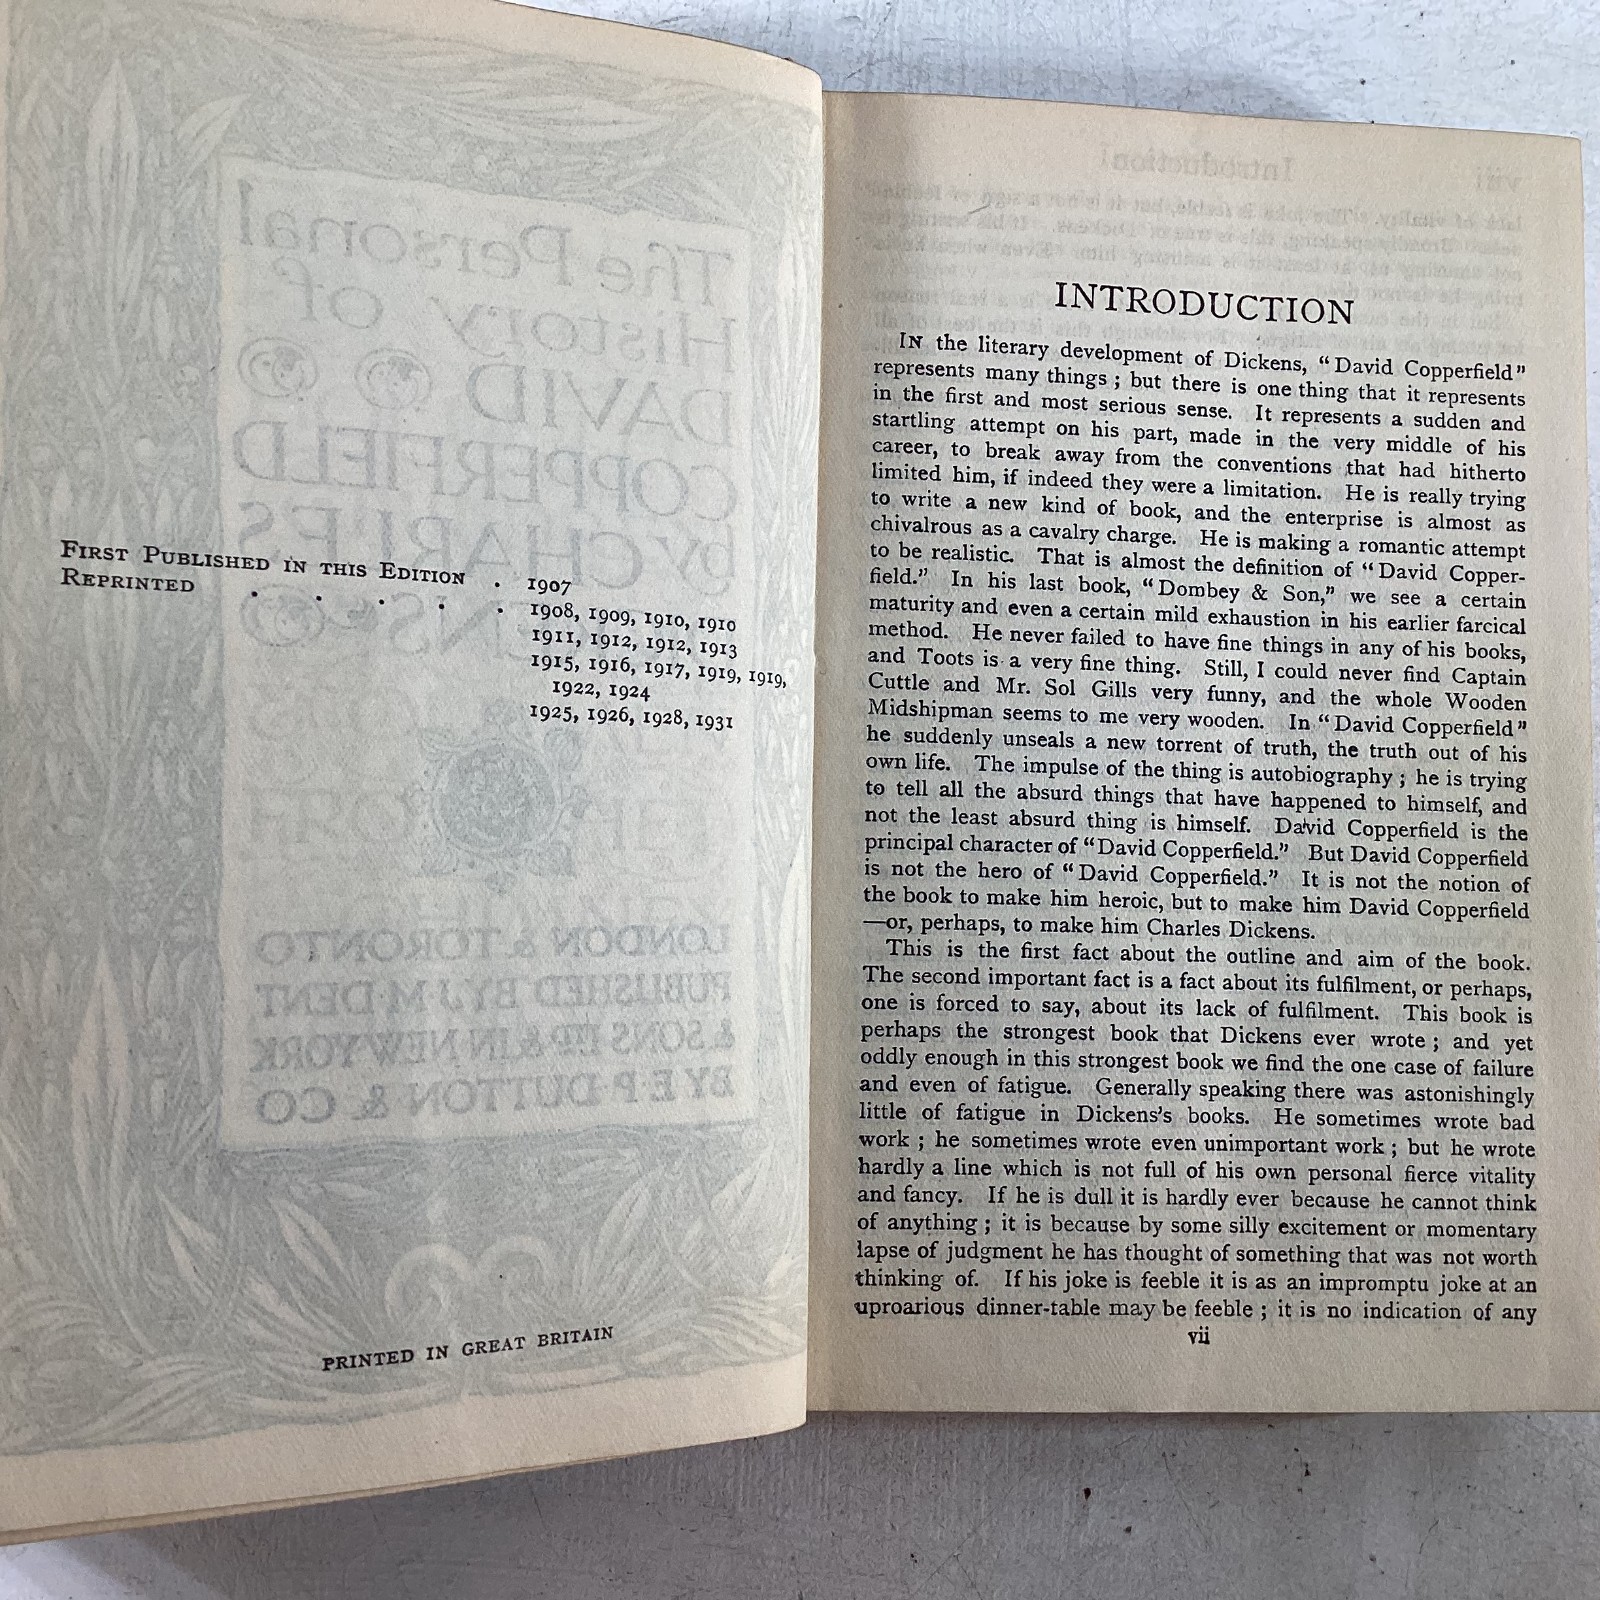 FIRST PUBLISHED IN THIS EDITION . 1907
REPRINTED . . . . . 1908, 1909, 1910, 1910
1911, 1912, 1912, 1913
1915, 1916, 1917, 1919, 1919,
1922, 1924
1925, 1926, 1928, 1931
The Personal
History of
DAVID
COPPERFIELD
by CHARLES
LONDON & TORONTO
PUBLISHED BY J M DENT
& SONS LTD & IN NEW YORK
BY E P DUTTON & CO
PRINTED IN GREAT BRITAIN
viii Introduction
INTRODUCTION
IN the literary development of Dickens, “David Copperfield”
represents many things ; but there is one thing that it represents
in the first and most serious sense. It represents a sudden and
startling attempt on his part, made in the very middle of his
career, to break away from the conventions that had hitherto
limited him, if indeed they were a limitation. He is really trying
to write a new kind of book, and the enterprise is almost as
chivalrous as a cavalry charge. He is making a romantic attempt
to be realistic. That is almost the definition of “David Copper-
field.” In his last book, “Dombey & Son,” we see a certain
maturity and even a certain mild exhaustion in his earlier farcical
method. He never failed to have fine things in any of his books,
and Toots is a very fine thing. Still, I could never find Captain
Cuttle and Mr. Sol Gills very funny, and the whole Wooden
Midshipman seems to me very wooden. In “David Copperfield”
he suddenly unseals a new torrent of truth, the truth out of his
own life. The impulse of the thing is autobiography ; he is trying
to tell all the absurd things that have happened to himself, and
not the least absurd thing is himself. David Copperfield is the
principal character of “David Copperfield.” But David Copperfield
is not the hero of “David Copperfield.” It is not the notion of
the book to make him heroic, but to make him David Copperfield
—or, perhaps, to make him Charles Dickens.
This is the first fact about the outline and aim of the book.
The second important fact is a fact about its fulfilment, or perhaps,
one is forced to say, about its lack of fulfilment. This book is
perhaps the strongest book that Dickens ever wrote ; and yet
oddly enough in this strongest book we find the one case of failure
and even of fatigue. Generally speaking there was astonishingly
little of fatigue in Dickens’s books. He sometimes wrote bad
work ; he sometimes wrote even unimportant work ; but he wrote
hardly a line which is not full of his own personal fierce vitality
and fancy. If he is dull it is hardly ever because he cannot think
of anything ; it is because by some silly excitement or momentary
lapse of judgment he has thought of something that was not worth
thinking of. If his joke is feeble it is as an impromptu joke at an
uproarious dinner-table may be feeble ; it is no indication of any
vii